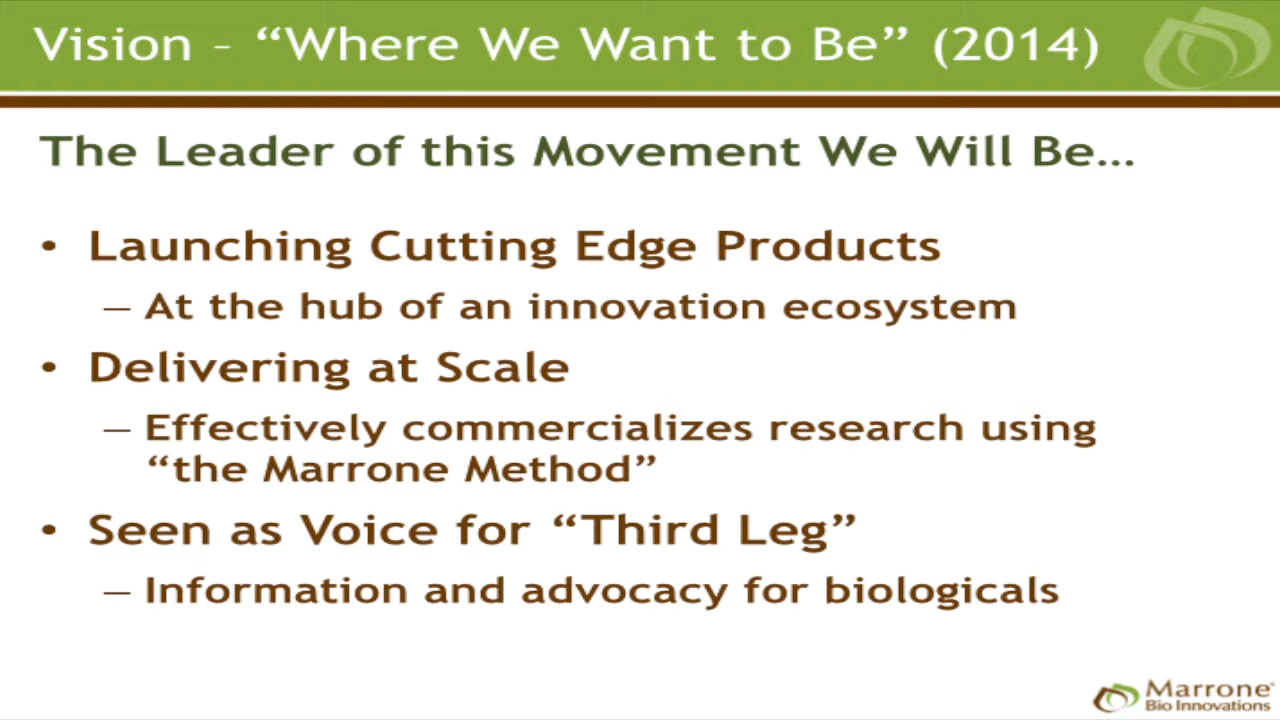 Vision – “Where We Want to Be” (2014)
The Leader of this Movement We Will Be…
• Launching Cutting Edge Products
– At the hub of an innovation ecosystem
• Delivering at Scale
– Effectively commercializes research using
“the Marrone Method”
• Seen as Voice for “Third Leg”
– Information and advocacy for biologicals
Marrone®
Bio Innovations